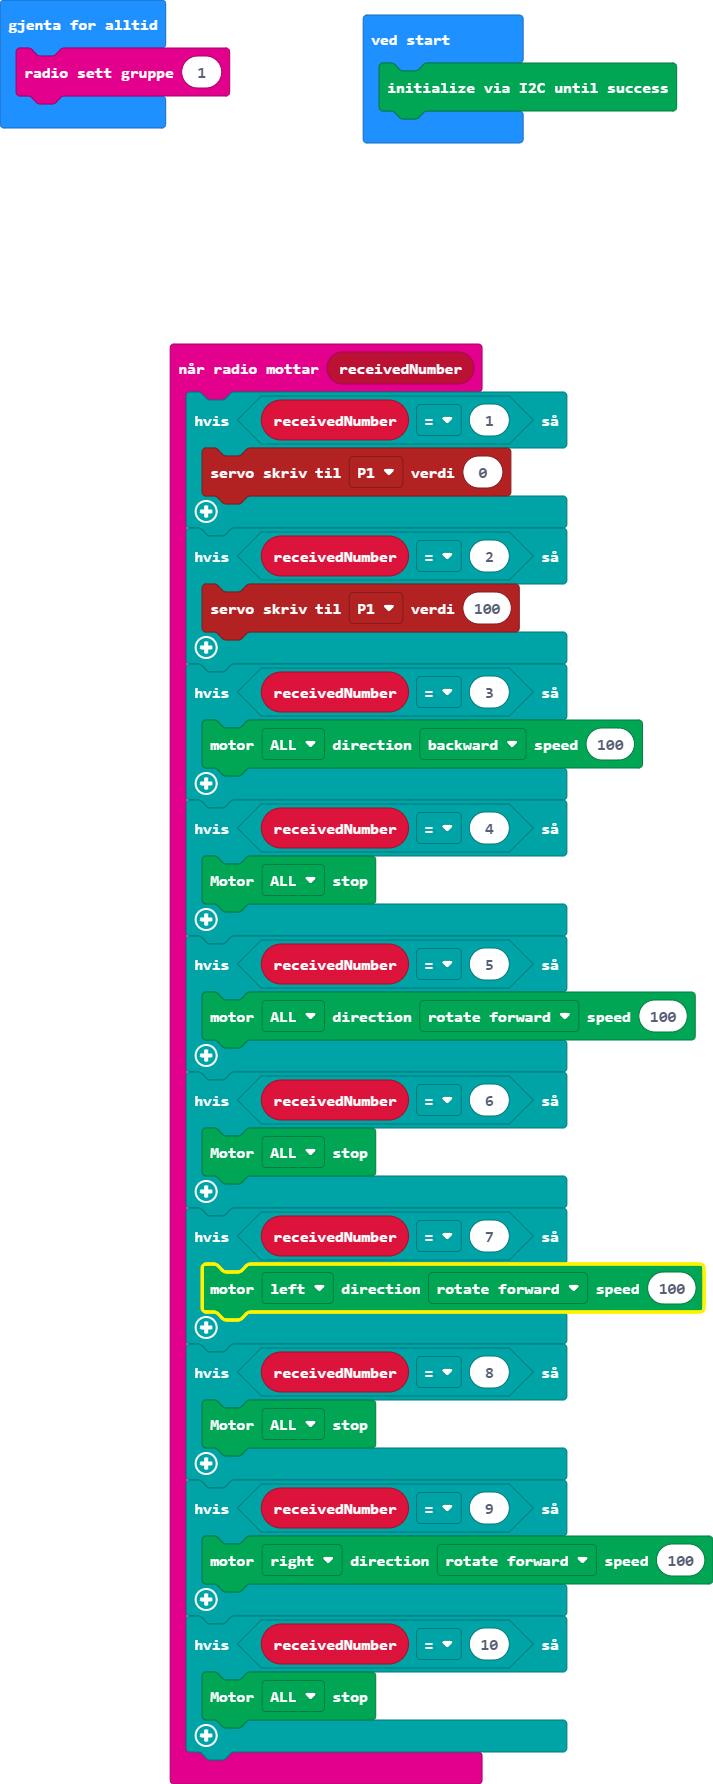 gjenta for alltid
radio sett gruppe 1
ved start
initialize via I2C until success
når radio mottar receivedNumber
hvis receivedNumber = 1 så
servo skriv til P1 verdi 0
hvis receivedNumber = 2 så
servo skriv til P1 verdi 100
hvis receivedNumber = 3 så
motor ALL direction backward speed 100
hvis receivedNumber = 4 så
Motor ALL stop
hvis receivedNumber = 5 så
motor ALL direction rotate forward speed 100
hvis receivedNumber = 6 så
Motor ALL stop
hvis receivedNumber = 7 så
motor left direction rotate forward speed 100
hvis receivedNumber = 8 så
Motor ALL stop
hvis receivedNumber = 9 så
motor right direction rotate forward speed 100
hvis receivedNumber = 10 så
Motor ALL stop